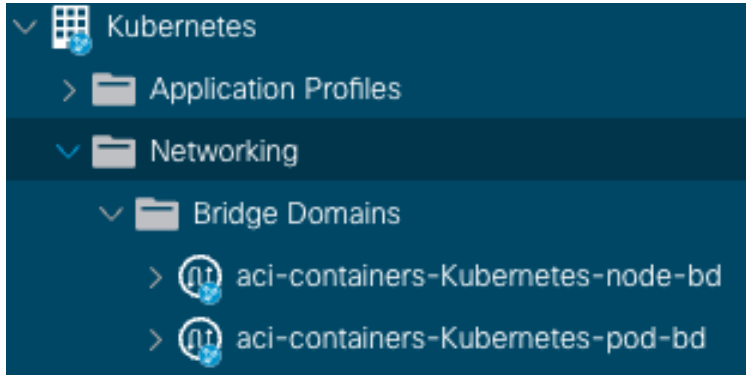 Kubernetes
Application Profiles
Networking
Bridge Domains
aci-containers-Kubernetes-node-bd
aci-containers-Kubernetes-pod-bd